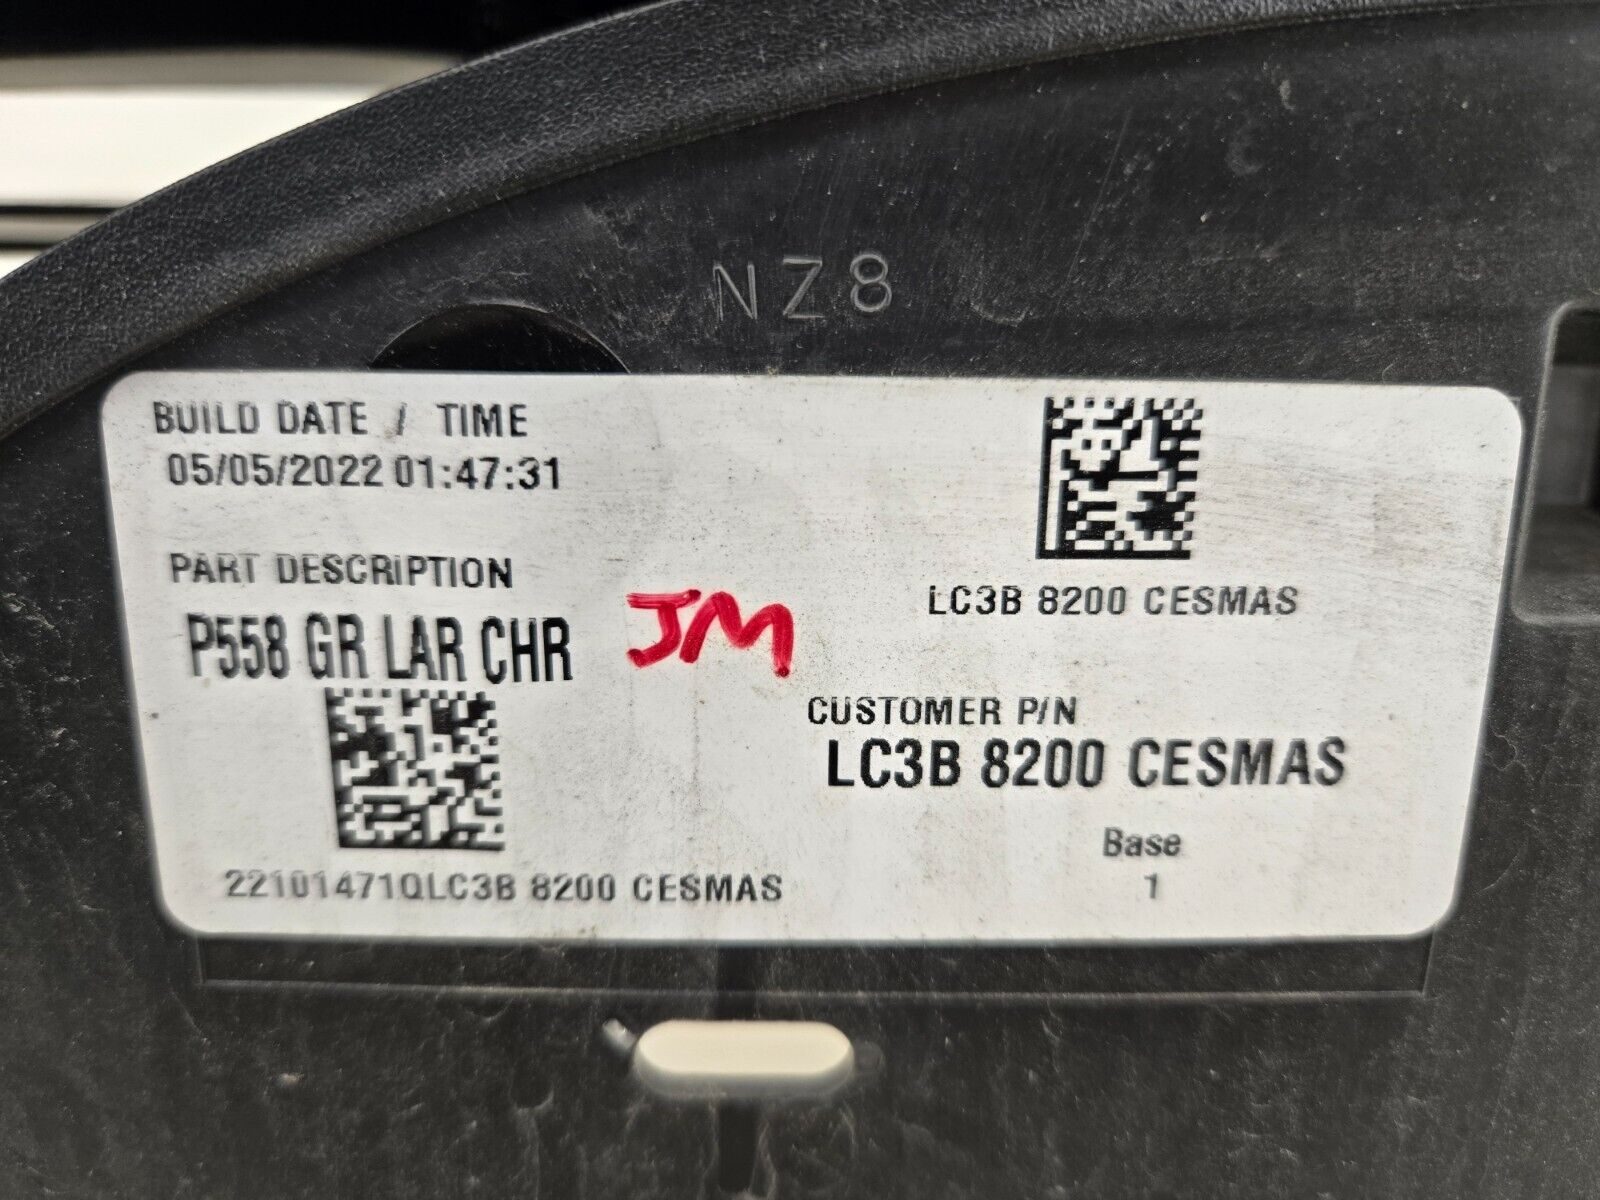 NZ8
BUILD DATE / TIME
05/05/2022 01:47:31
PART DESCRIPTION
P558 GR LAR CHR
JM
22101471QLC3B 8200 CESMAS
LC3B 8200 CESMAS
CUSTOMER P/N
LC3B 8200 CESMAS
Base
1